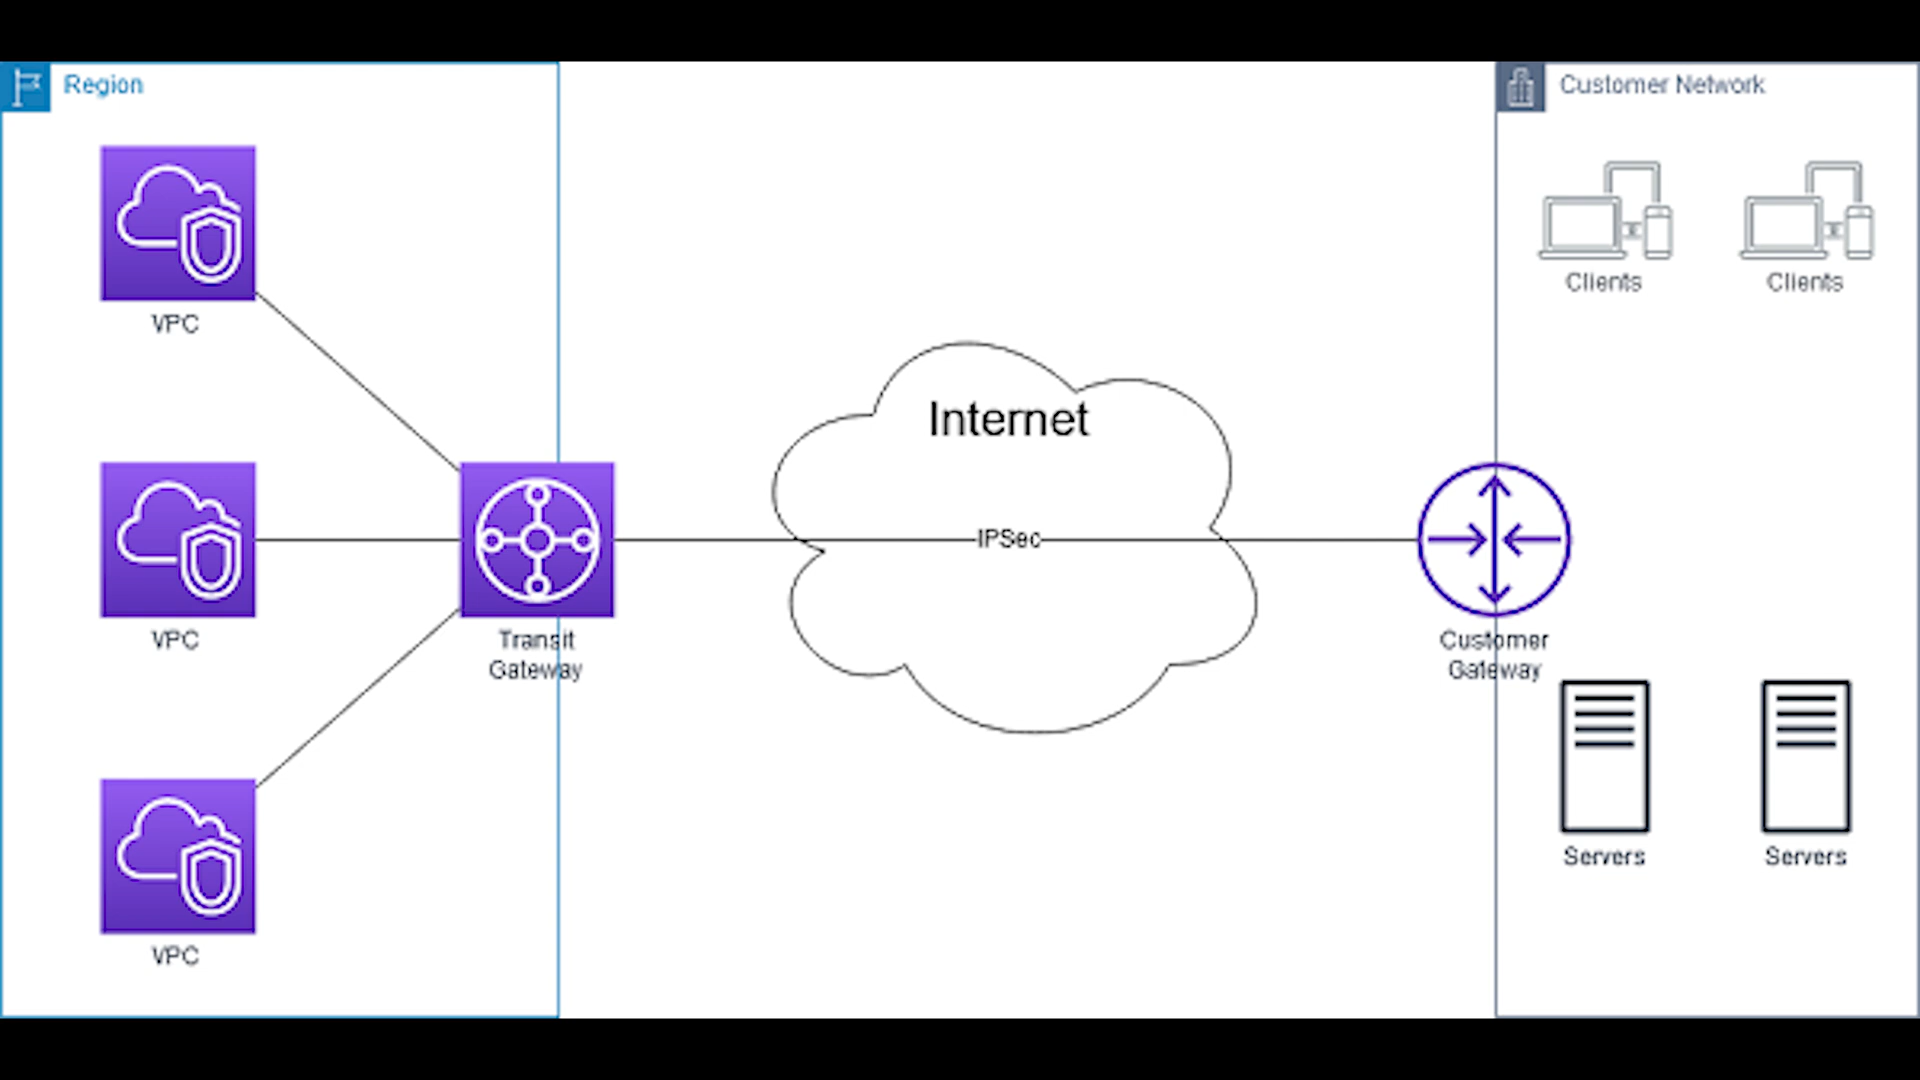 Region
Customer Network
Clients
Clients
VPC
Internet
IPSec
VPC
Transit
Gateway
Customer
Gateway
Servers
Servers
VPC